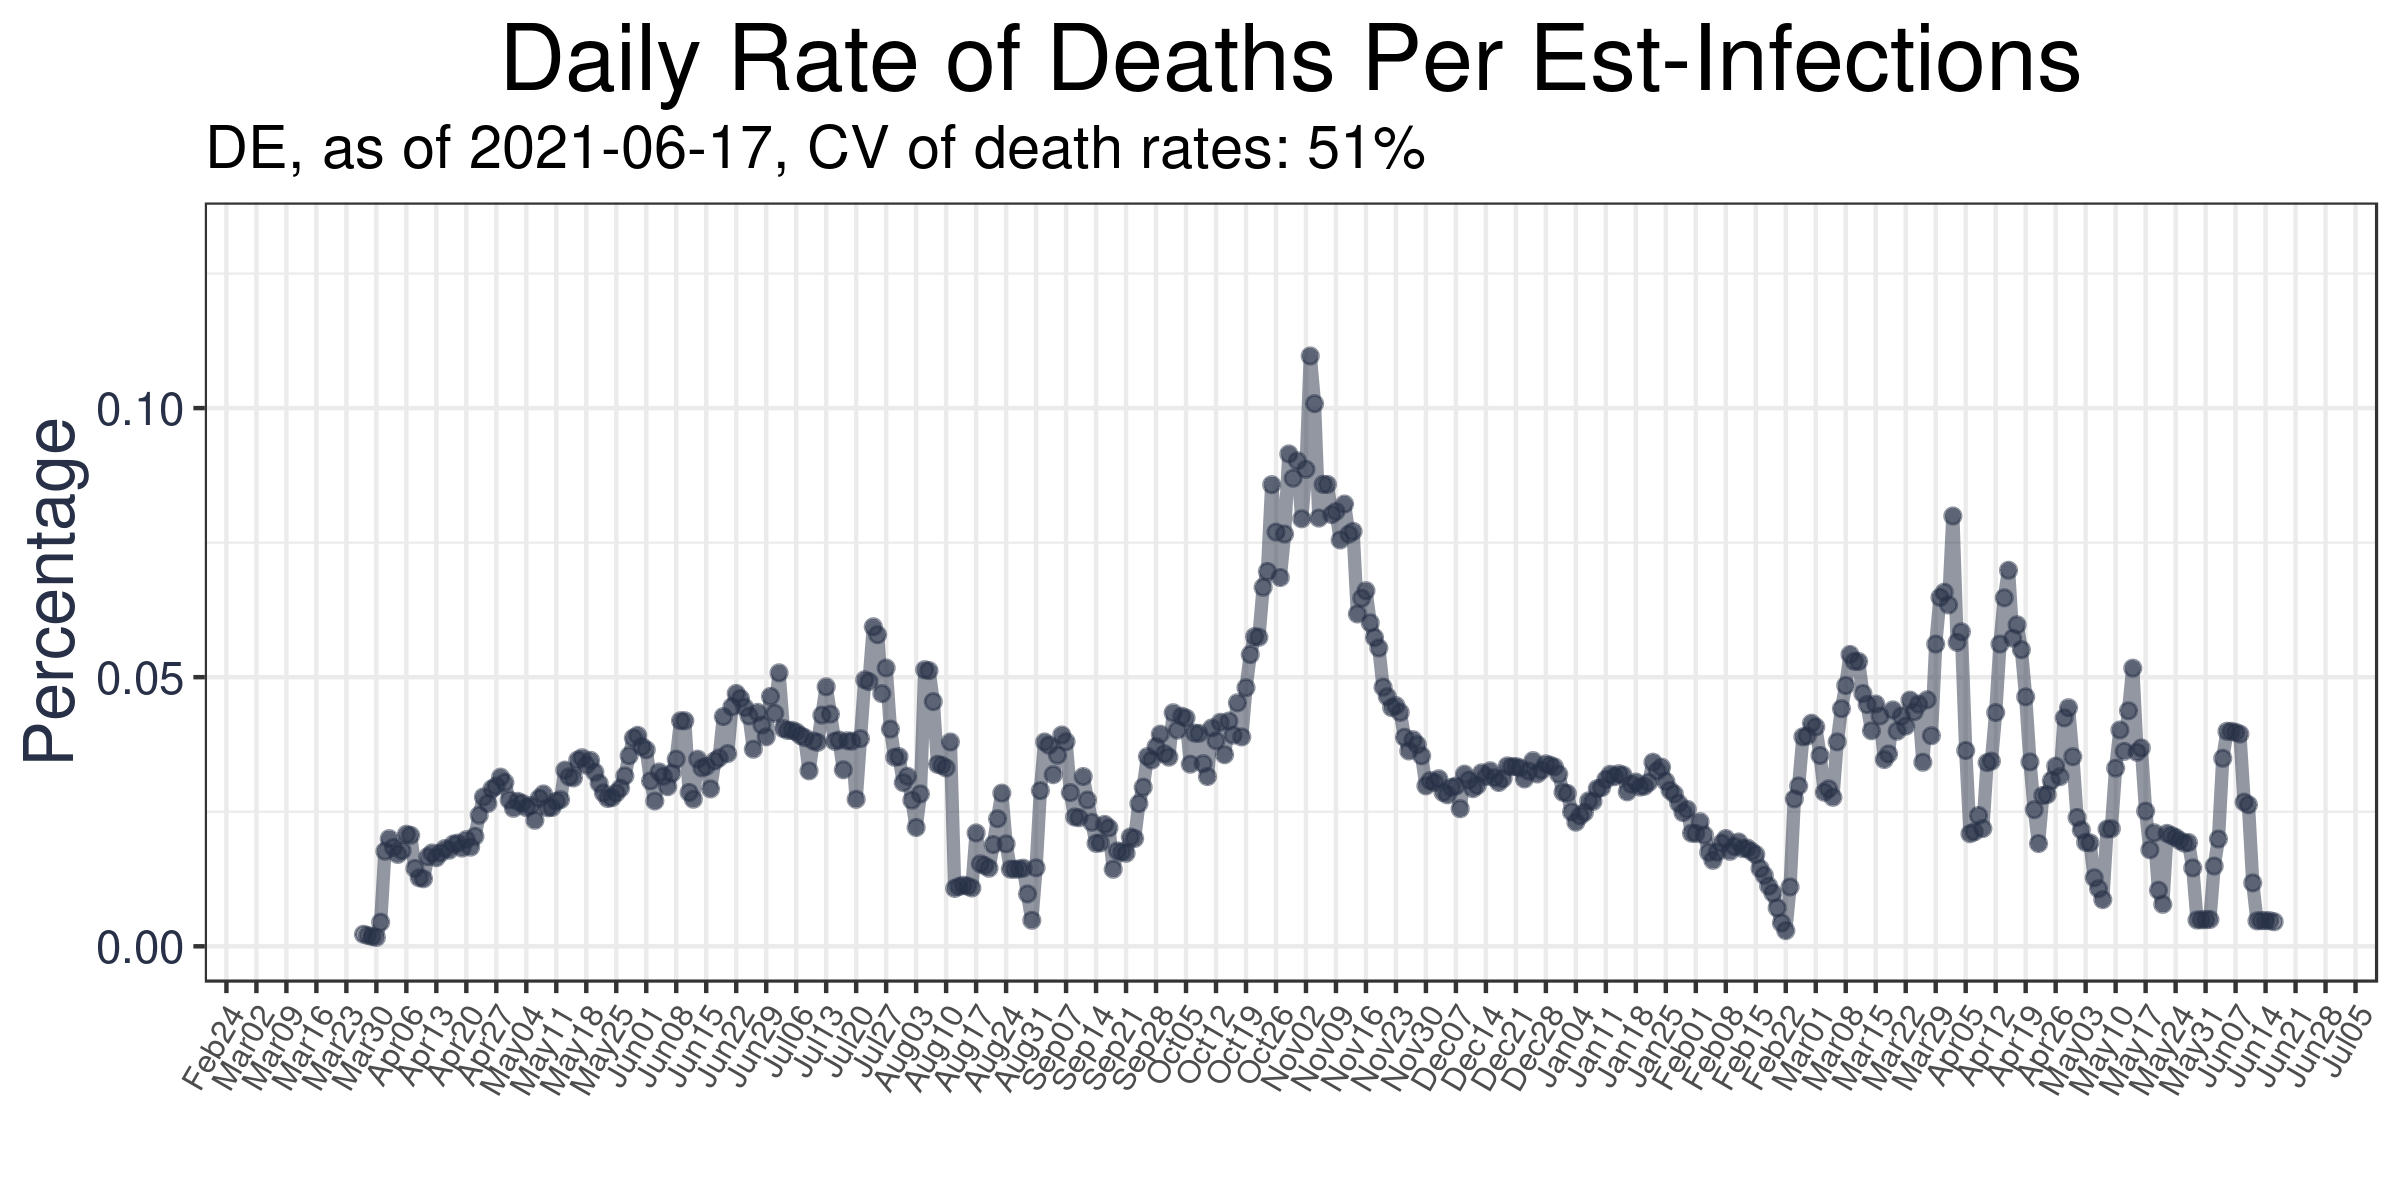 Daily Rate of Deaths Per Est-Infections
DE, as of 2021-06-17, CV of death rates: 51%
Percentage
0.10
0.05
0.00
Feb24 Mar02 Mar09 Mar16 Mar23 Mar30 Apr06 Apr13 Apr20 Apr27 May04 May11 May18 May25 Jun01 Jun08 Jun15 Jun22 Jun29 Jul06 Jul13 Jul20 Jul27 Aug03 Aug10 Aug17 Aug24 Aug31 Sep07 Sep14 Sep21 Sep28 Oct05 Oct12 Oct19 Oct26 Nov02 Nov09 Nov16 Nov23 Nov30 Dec07 Dec14 Dec21 Dec28 Jan04 Jan11 Jan18 Jan25 Feb01 Feb08 Feb15 Feb22 Mar01 Mar08 Mar15 Mar22 Mar29 Apr05 Apr12 Apr19 Apr26 May03 May10 May17 May24 May31 Jun07 Jun14 Jun21 Jun28 Jul05